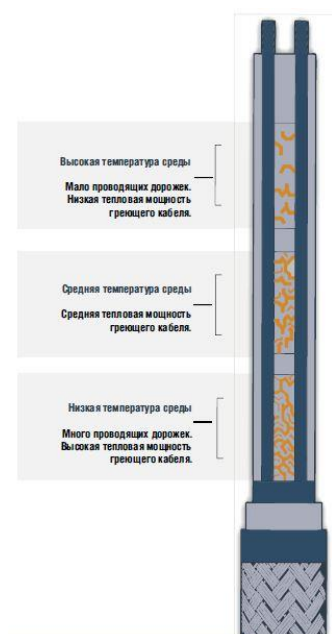 Высокая температура среды
Мало проводящих дорожек.
Низкая тепловая мощность
греющего кабеля.
Средняя температура среды
Средняя тепловая мощность
греющего кабеля.
Низкая температура среды
Много проводящих дорожек.
Высокая тепловая мощность
греющего кабеля.